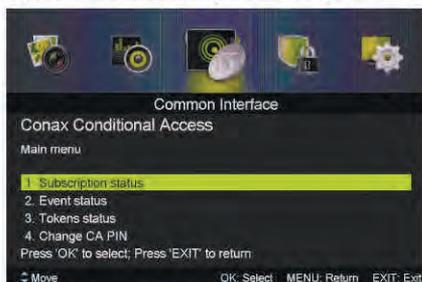 Common Interface
Conax Conditional Access
Main menu
1. Subscription status
2. Event status
3. Tokens status
4. Change CA PIN
Press 'OK' to select; Press 'EXIT' to return
Move OK: Select MENU: Return EXIT: Exit